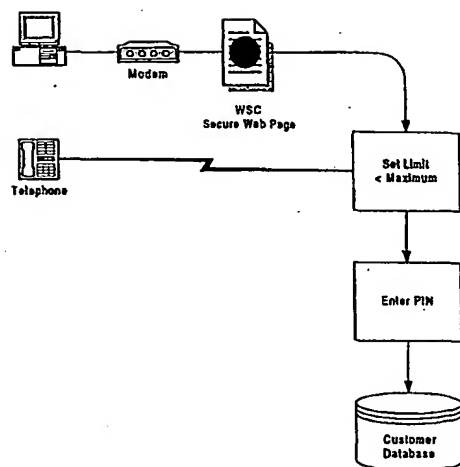 Modem
WSC
Secure Web Page
Telephone
Set Limit
< Maximum
Enter PIN
Customer
Database